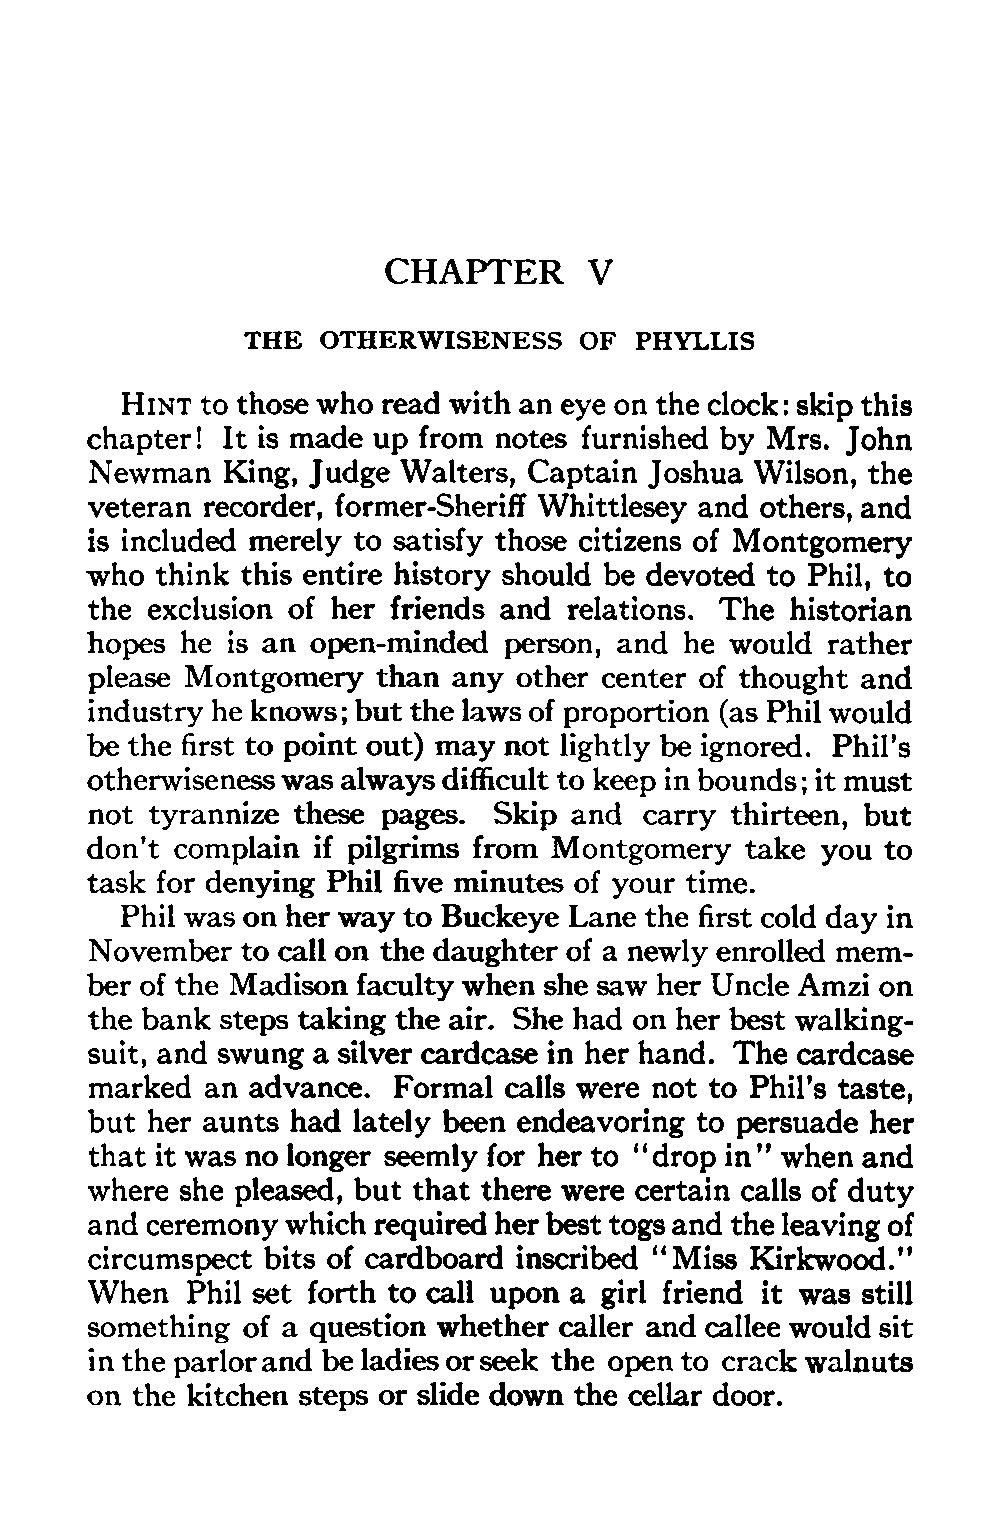 CHAPTER V
THE OTHERWISENESS OF PHYLLIS
HINT to those who read with an eye on the clock: skip this
chapter! It is made up from notes furnished by Mrs. John
Newman King, Judge Walters, Captain Joshua Wilson, the
veteran recorder, former-Sheriff Whittlesey and others, and
is included merely to satisfy those citizens of Montgomery
who think this entire history should be devoted to Phil, to
the exclusion of her friends and relations. The historian
hopes he is an open-minded person, and he would rather
please Montgomery than any other center of thought and
industry he knows; but the laws of proportion (as Phil would
be the first to point out) may not lightly be ignored. Phil's
otherwiseness was always difficult to keep in bounds; it must
not tyrannize these pages. Skip and carry thirteen, but
don't complain if pilgrims from Montgomery take you to
task for denying Phil five minutes of your time.
Phil was on her way to Buckeye Lane the first cold day in
November to call on the daughter of a newly enrolled mem-
ber of the Madison faculty when she saw her Uncle Amzi on
the bank steps taking the air. She had on her best walking-
suit, and swung a silver cardcase in her hand. The cardcase
marked an advance. Formal calls were not to Phil's taste,
but her aunts had lately been endeavoring to persuade her
that it was no longer seemly for her to "drop in" when and
where she pleased, but that there were certain calls of duty
and ceremony which required her best togs and the leaving of
circumspect bits of cardboard inscribed "Miss Kirkwood."
When Phil set forth to call upon a girl friend it was still
something of a question whether caller and callee would sit
in the parlor and be ladies or seek the open to crack walnuts
on the kitchen steps or slide down the cellar door.